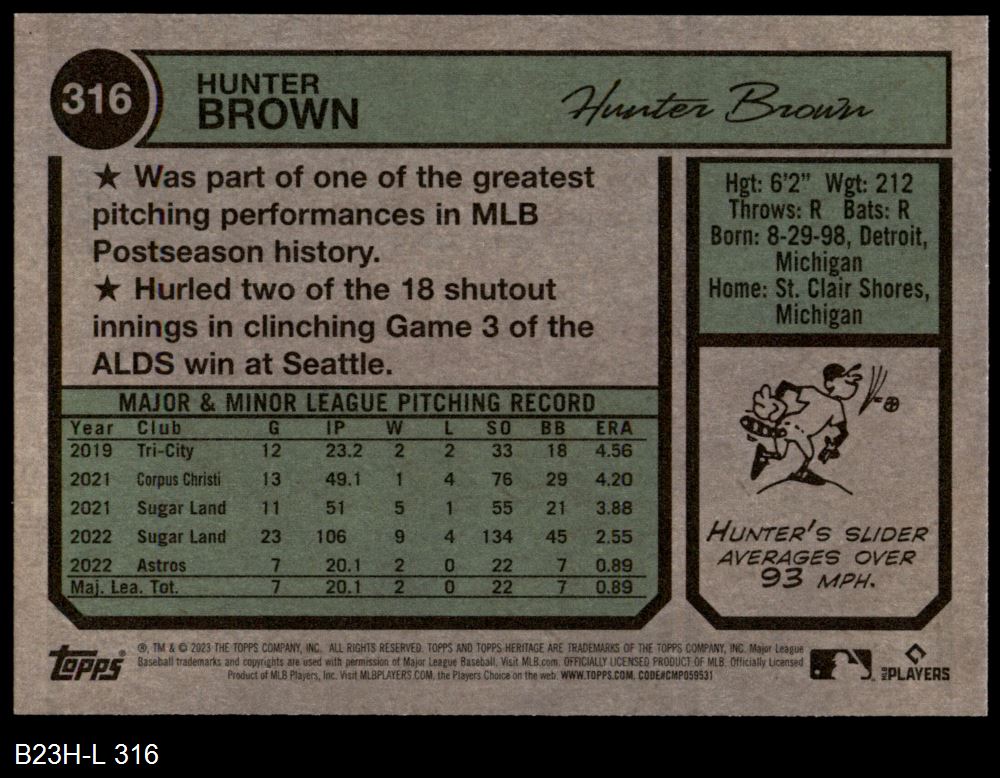 316
HUNTER
BROWN
Hunter Brown
★ Was part of one of the greatest
pitching performances in MLB
Postseason history.
★ Hurled two of the 18 shutout
innings in clinching Game 3 of the
ALDS win at Seattle.
Hgt: 6'2" Wgt: 212
Throws: R Bats: R
Born: 8-29-98, Detroit,
Michigan
Home: St. Clair Shores,
Michigan
MAJOR & MINOR LEAGUE PITCHING RECORD
Year Club G IP W L SO BB ERA
2019 Tri-City 12 23.2 2 2 33 18 4.56
2021 Corpus Christi 13 49.1 1 4 76 29 4.20
2021 Sugar Land 11 51 5 1 55 21 3.88
2022 Sugar Land 23 106 9 4 134 45 2.55
2022 Astros 7 20.1 2 0 22 7 0.89
Maj. Lea. Tot. 7 20.1 2 0 22 7 0.89
HUNTER'S SLIDER
AVERAGES OVER
93 MPH.
Topps
®, TM & © 2023 THE TOPPS COMPANY, INC. ALL RIGHTS RESERVED. TOPPS AND TOPPS HERITAGE ARE TRADEMARKS OF THE TOPPS COMPANY, INC. Major League
Baseball trademarks and copyrights are used with permission of Major League Baseball. Visit MLB.com. OFFICIALLY LICENSED PRODUCT OF MLB. Officially Licensed
Product of MLB Players, Inc. Visit MLBPLAYERS.COM, the Players Choice on the web. WWW.TOPPS.COM. CODE#CMP059531
MLB PLAYERS
B23H-L 316